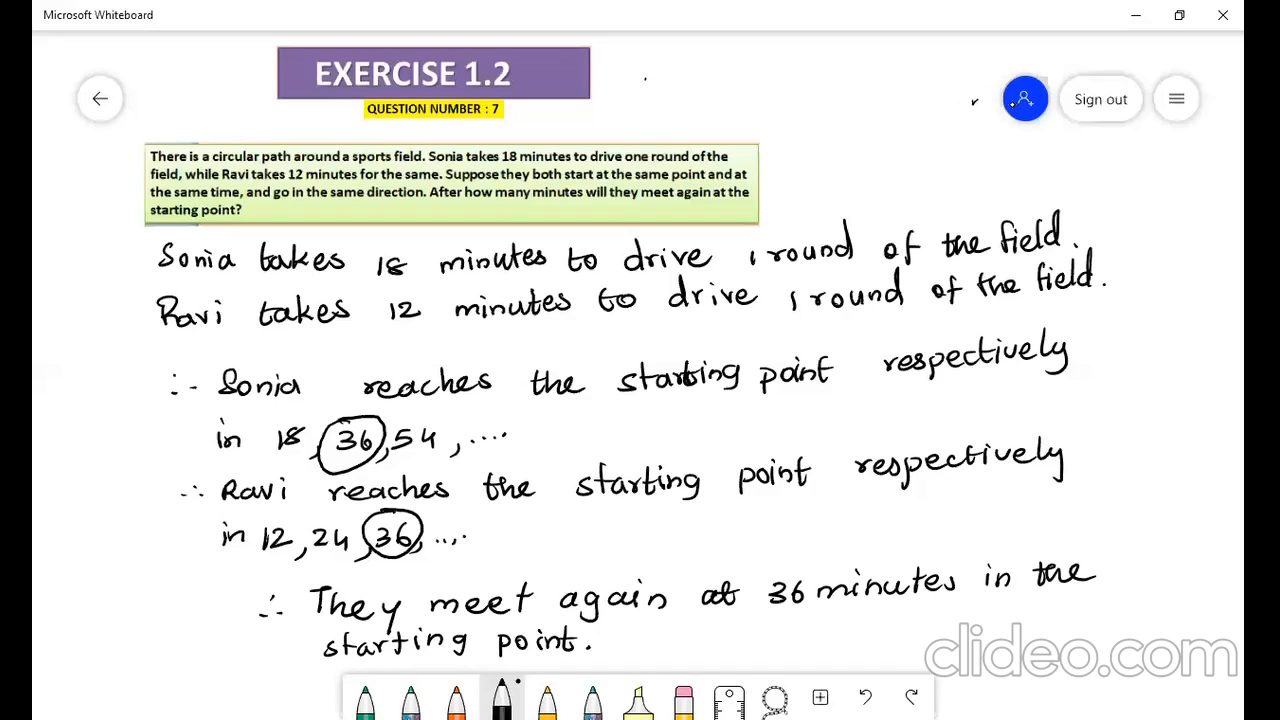 Microsoft Whiteboard
EXERCISE 1.2
QUESTION NUMBER : 7
Sign out
There is a circular path around a sports field. Sonia takes 18 minutes to drive one round of the
field, while Ravi takes 12 minutes for the same. Suppose they both start at the same point and at
the same time, and go in the same direction. After how many minutes will they meet again at the
starting point?
Sonia takes 18 minutes to drive 1 round of the field.
Ravi takes 12 minutes to drive 1 round of the field.
∴ Sonia reaches the starting point respectively
in 18, 36, 54, ....
∴ Ravi reaches the starting point respectively
in 12, 24, 36, ....
∴ They meet again at 36 minutes in the
starting point.
clideo.com